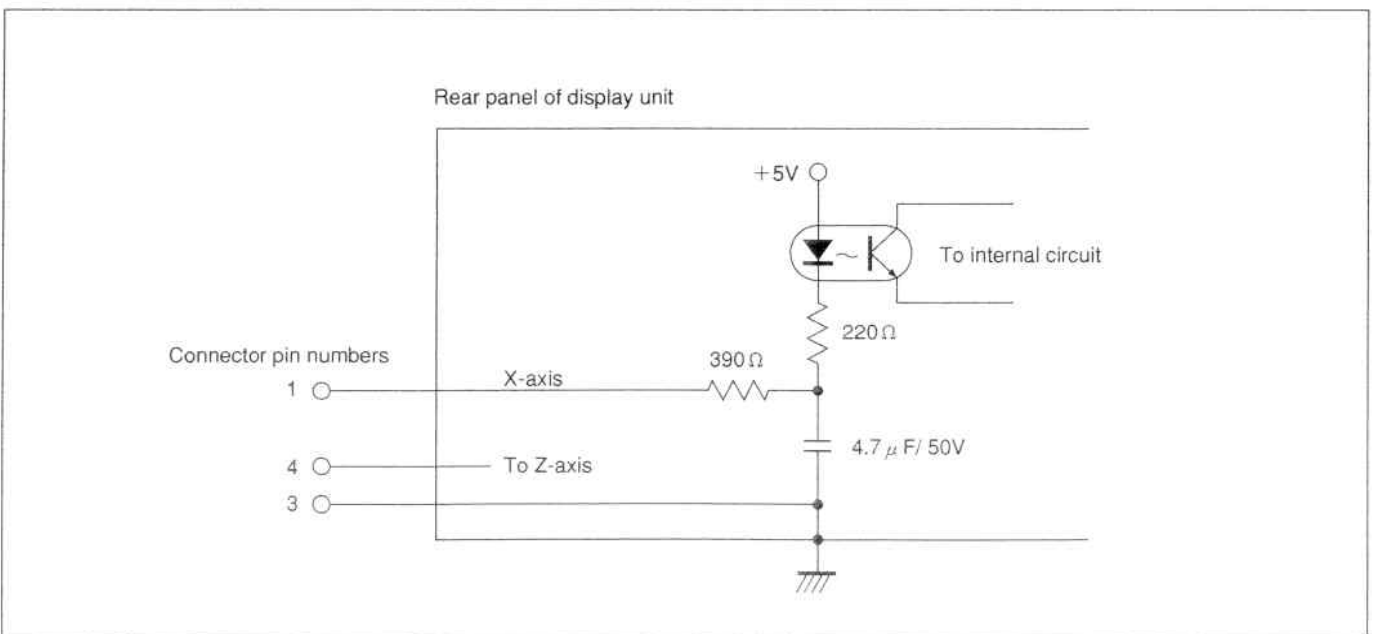 Rear panel of display unit
+5V
To internal circuit
220Ω
Connector pin numbers
390Ω
1
X-axis
4.7 μ F/ 50V
4
To Z-axis
3